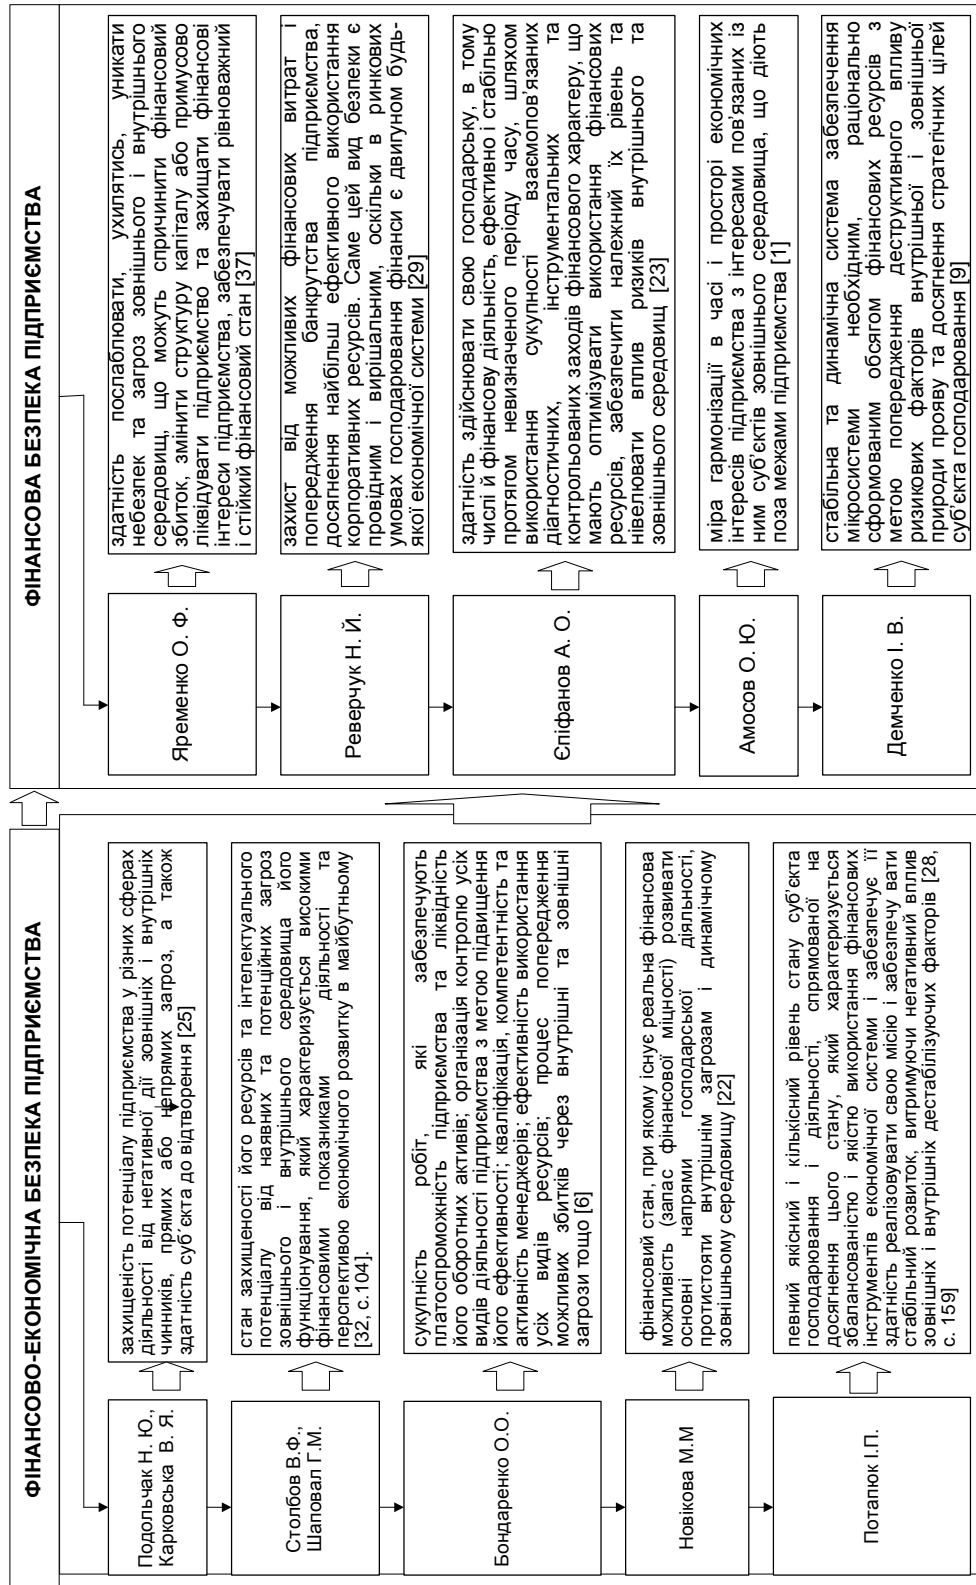 ФІНАНСОВО-ЕКОНОМІЧНА БЕЗПЕКА ПІДПРИЄМСТВА
Подольчак Н. Ю.,
Карковська В. Я.
захищеність потенціалу підприємства у різних сферах
діяльності від негативної дії зовнішніх і внутрішніх
чинників, прямих або непрямих загроз, а також
здатність суб´єкта до відтворення [25]
Столбов В.Ф.,
Шаповал Г.М.
стан захищеності його ресурсів та інтелектуального
потенціалу від наявних та потенційних загроз
зовнішнього і внутрішнього середовища його
функціонування, який характеризується високими
фінансовими показниками діяльності та
перспективою економічного розвитку в майбутньому
[32, с.104].
Бондаренко О.О.
сукупність робіт, які забезпечують
платоспроможність підприємства та ліквідність
його оборотних активів; організація контролю усіх
видів діяльності підприємства з метою підвищення
його ефективності; кваліфікація, компетентність та
активність менеджерів; ефективність використання
усіх видів ресурсів; процес попередження
можливих збитків через внутрішні та зовнішні
загрози тощо [6]
Новікова М.М
фінансовий стан, при якому існує реальна фінансова
можливість (запас фінансової міцності) розвивати
основні напрями господарської діяльності,
протистояти внутрішнім загрозам і динамічному
зовнішньому середовищу [22]
Потапюк І.П.
певний якісний і кількісний рівень стану суб’єкта
господарювання і діяльності, спрямованої на
досягнення цього стану, який характеризується
збалансованістю і якістю використання фінансових
інструментів економічної системи і забезпечує її
здатність реалізовувати свою місію і забезпечу вати
стабільний розвиток, витримуючи негативний вплив
зовнішніх і внутрішніх дестабілізуючих факторів [28,
с. 159]
ФІНАНСОВА БЕЗПЕКА ПІДПРИЄМСТВА
Яременко О. Ф.
здатність послаблювати, ухилятись, уникати
небезпек та загроз зовнішнього і внутрішнього
середовищ, що можуть спричинити фінансовий
збиток, змінити структуру капіталу або примусово
ліквідувати підприємство та захищати фінансові
інтереси підприємства, забезпечувати рівноважний
і стійкий фінансовий стан [37]
Реверчук Н. Й.
захист від можливих фінансових витрат і
попередження банкрутства підприємства,
досягнення найбільш ефективного використання
корпоративних ресурсів. Саме цей вид безпеки є
провідним і вирішальним, оскільки в ринкових
умовах господарювання фінанси є двигуном будь-
якої економічної системи [29]
Єпіфанов А. О.
здатність здійснювати свою господарську, в тому
числі й фінансову діяльність, ефективно і стабільно
протягом невизначеного періоду часу, шляхом
використання сукупності взаємопов’язаних
діагностичних, інструментальних та
контрольованих заходів фінансового характеру, що
мають оптимізувати використання фінансових
ресурсів, забезпечити належний їх рівень та
нівелювати вплив ризиків внутрішнього та
зовнішнього середовищ [23]
Амосов О. Ю.
міра гармонізації в часі і просторі економічних
інтересів підприємства з інтересами пов'язаних із
ним суб'єктів зовнішнього середовища, що діють
поза межами підприємства [1]
Демченко І. В.
стабільна та динамічна система забезпечення
мікросистеми необхідним, раціонально
сформованим обсягом фінансових ресурсів з
метою попередження деструктивного впливу
ризикових факторів внутрішньої і зовнішньої
природи прояву та досягнення стратегічних цілей
суб’єкта господарювання [9]